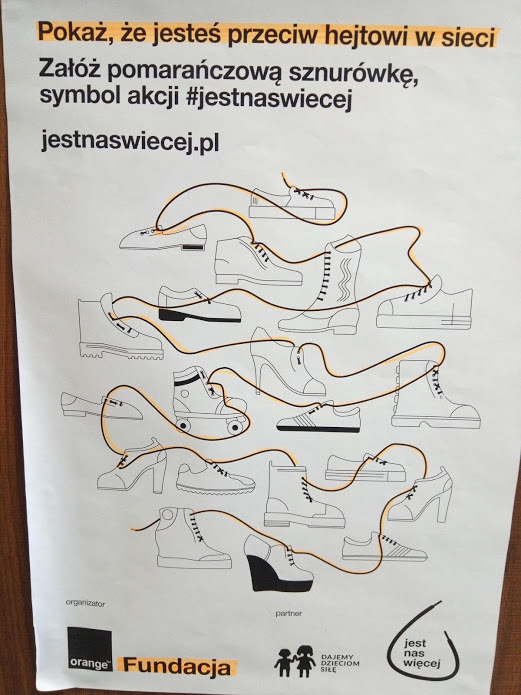 Pokaż, że jesteś przeciw hejtowi w sieci
Załóż pomarańczową sznurówkę,
symbol akcji #jestnaswiecej
jestnaswiecej.pl
organizator
partner
orange™
Fundacja
DAJEMY
DZIECIOM
SIŁĘ
jest
nas
więcej